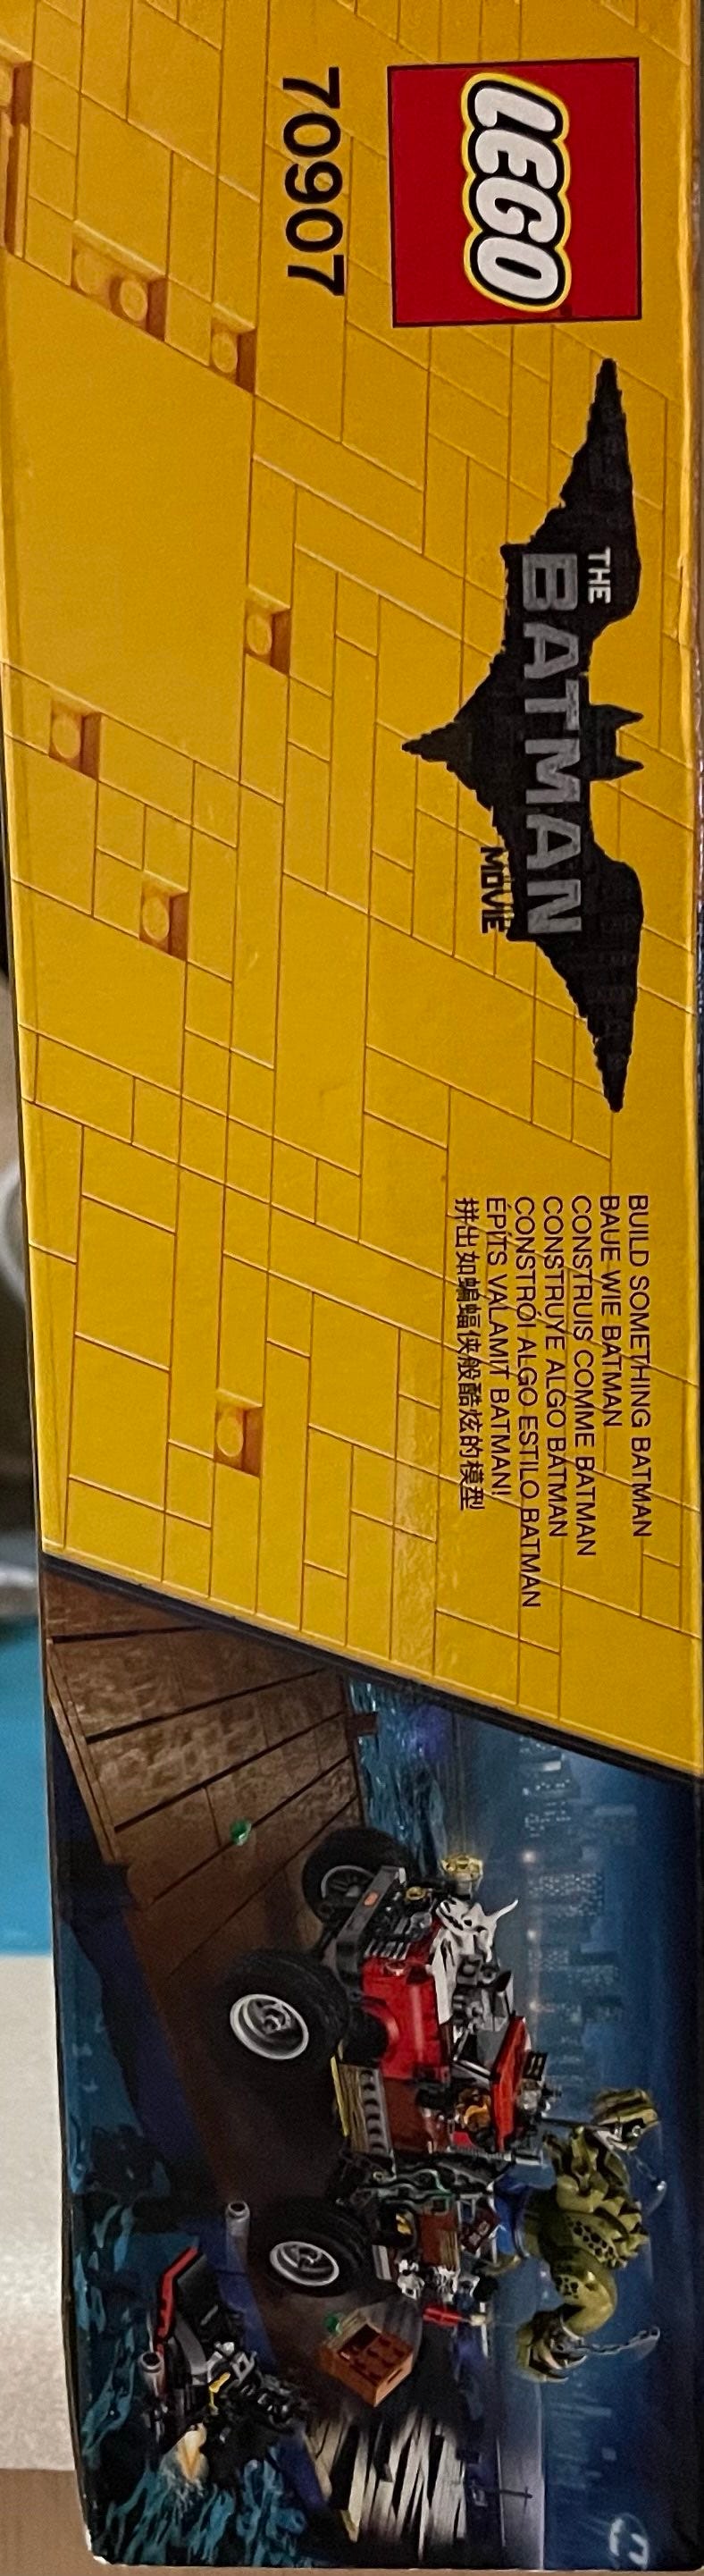 LEGO
70907
THE
BATMAN
MOVIE
BUILD SOMETHING BATMAN
BAUE WIE BATMAN
CONSTRUIS COMME BATMAN
CONSTRUYE ALGO BATMAN
CONSTRÓI ALGO ESTILO BATMAN
ÉPÍTS VALAMIT BATMAN!
拼出如蝙蝠侠般酷炫的模型